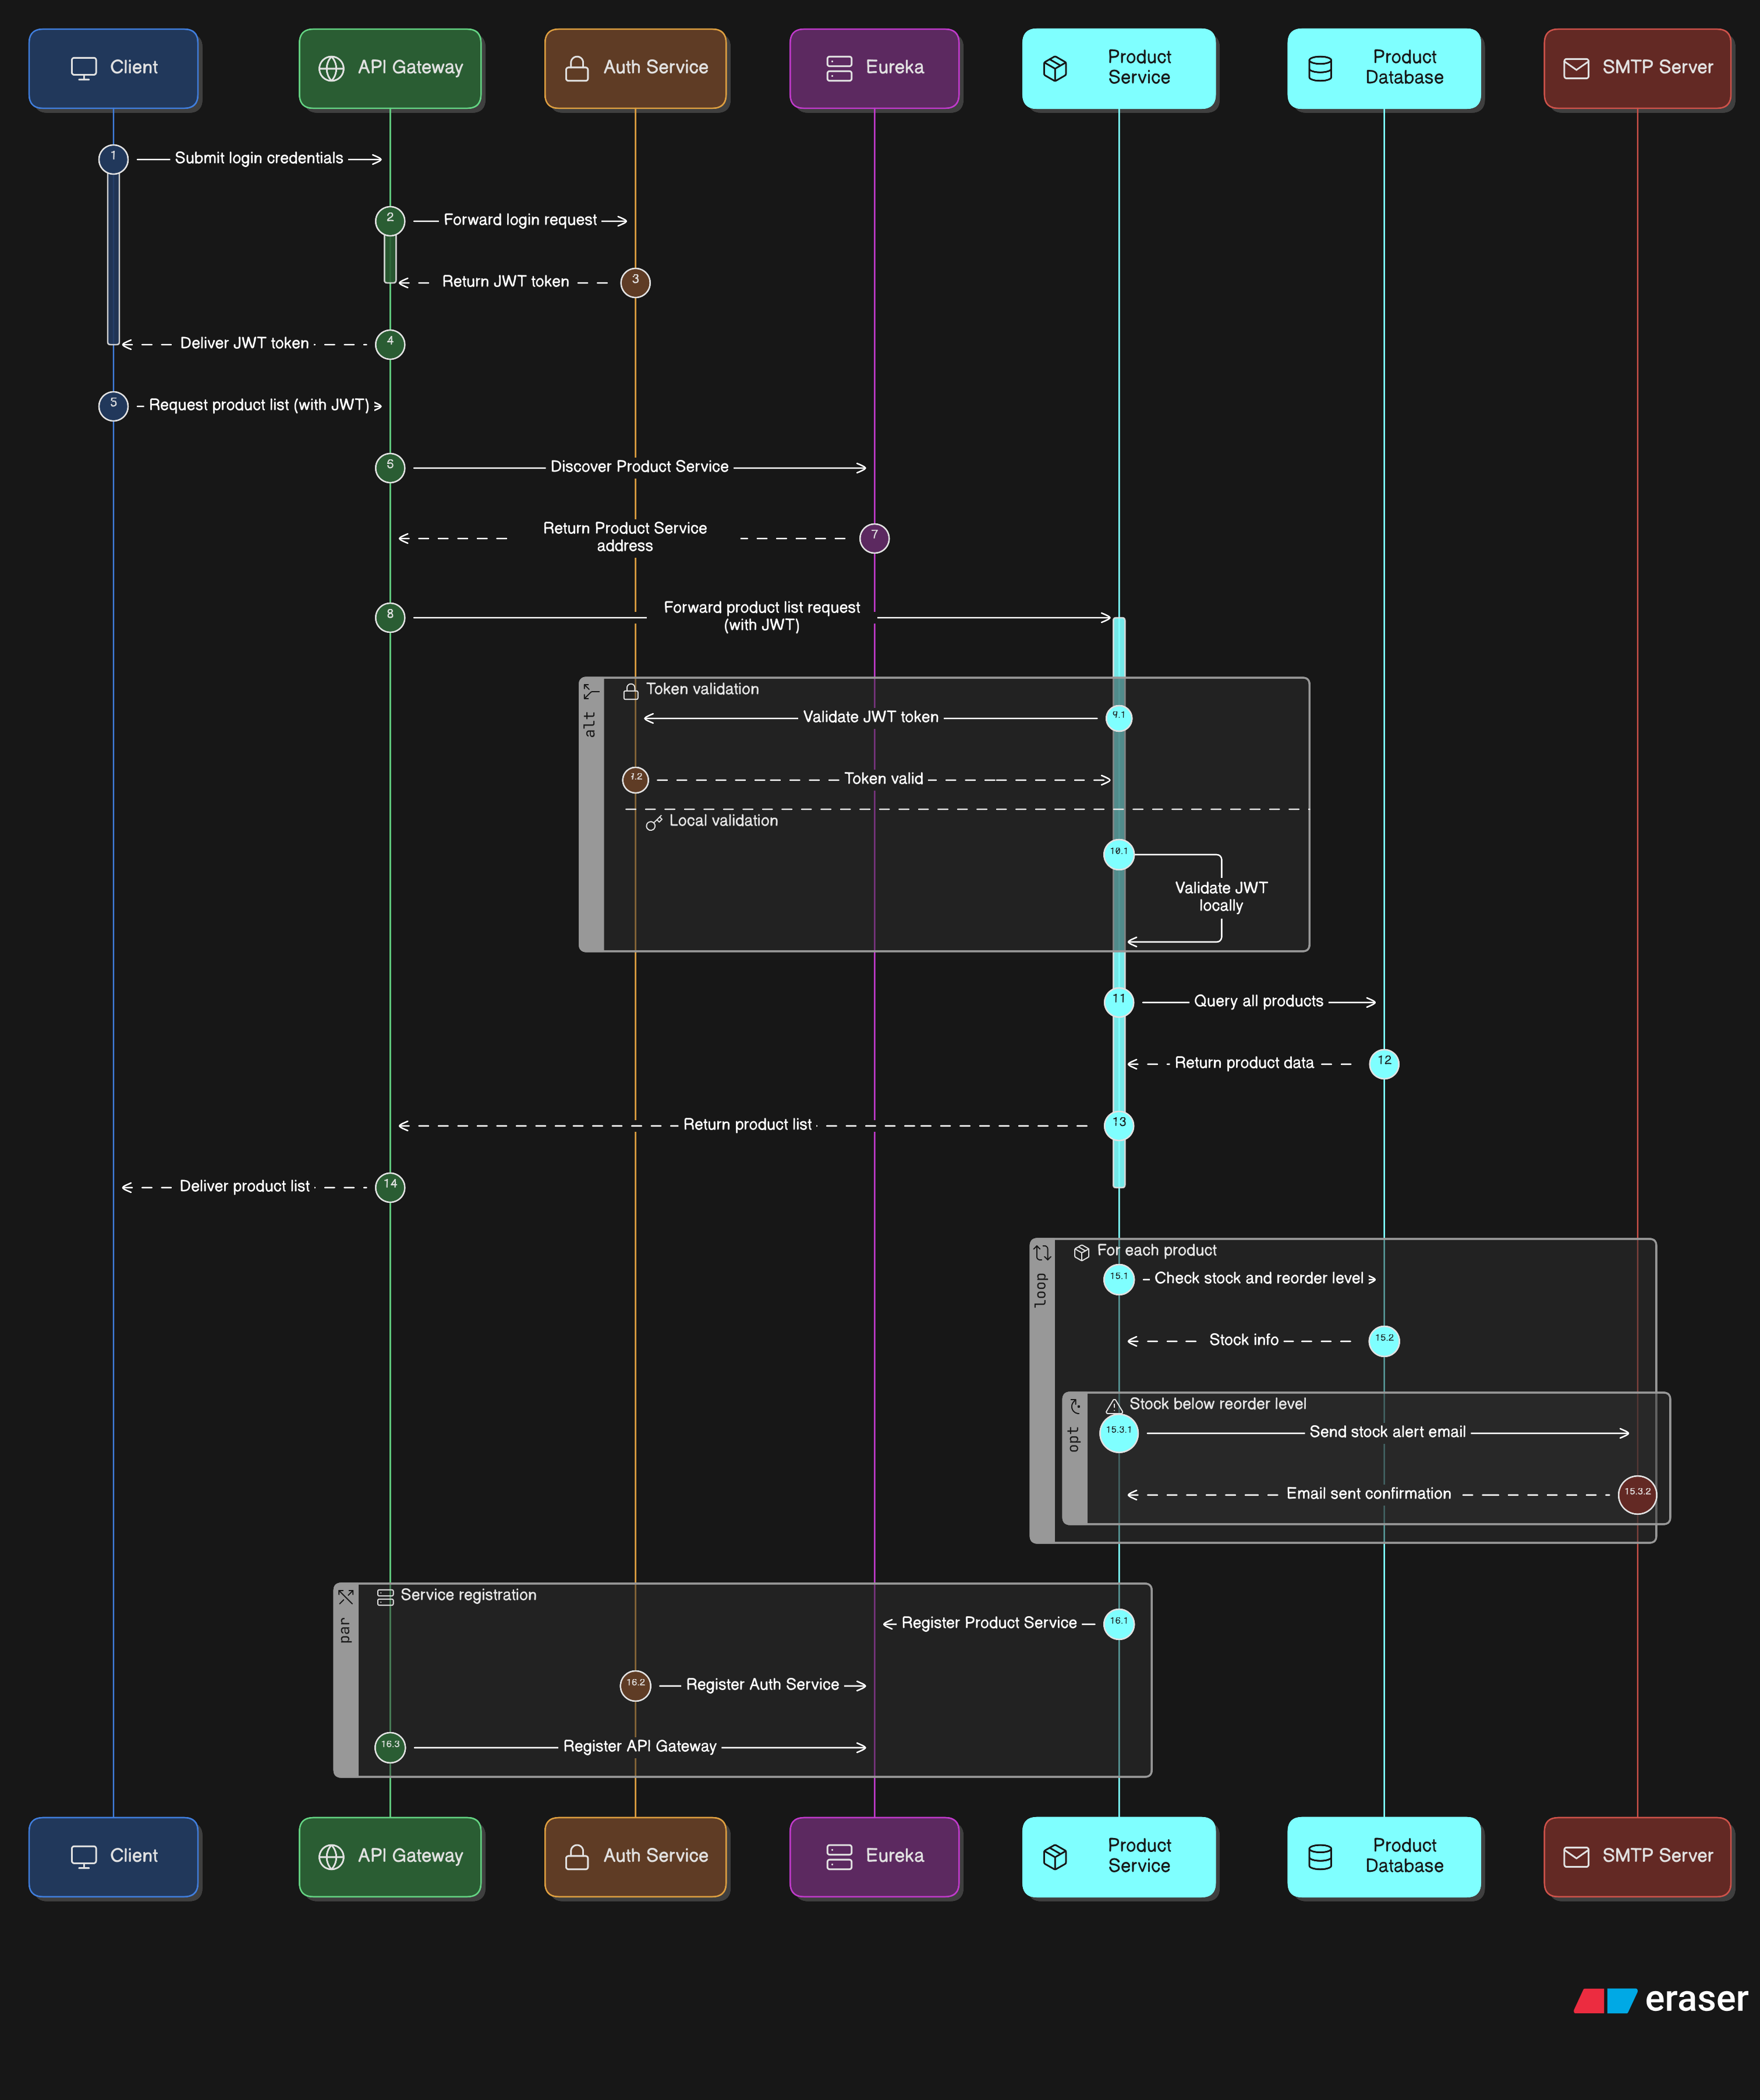 Client
API Gateway
Auth Service
Eureka
Product
Service
Product
Database
SMTP Server
1
Submit login credentials
2
Forward login request
Return JWT token
3
Deliver JWT token
4
5
Request product list (with JWT)
Discover Product Service
Return Product Service
address
7
8
Forward product list request
(with JWT)
alt
Token validation
Validate JWT token
9.1
Token valid
Local validation
10.1
Validate JWT
locally
11
Query all products
Return product data
12
Return product list
13
Deliver product list
14
loop
For each product
15.1
Check stock and reorder level
Stock info
15.2
opt
Stock below reorder level
15.3.1
Send stock alert email
Email sent confirmation
15.3.2
par
Service registration
Register Product Service
16.1
16.2
Register Auth Service
16.3
Register API Gateway
Client
API Gateway
Auth Service
Eureka
Product
Service
Product
Database
SMTP Server
eraser